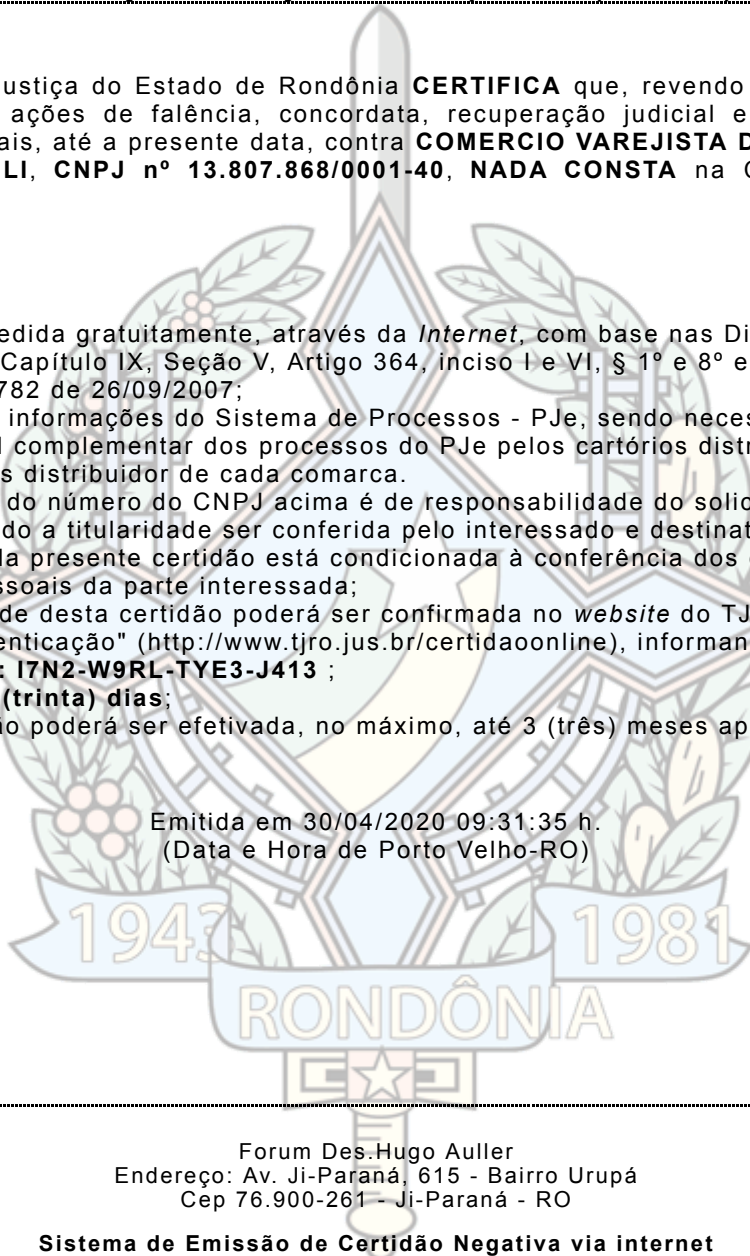 ustiça do Estado de Rondônia CERTIFICA que, revendo
ações de falência, concordata, recuperação judicial e
ais, até a presente data, contra COMERCIO VAREJISTA D
LI, CNPJ nº 13.807.868/0001-40, NADA CONSTA na
edida gratuitamente, através da Internet, com base nas Di
Capítulo IX, Seção V, Artigo 364, inciso I e VI, § 1º e 8º e
782 de 26/09/2007;
informações do Sistema de Processos - PJe, sendo neces
l complementar dos processos do PJe pelos cartórios distr
s distribuidor de cada comarca.
do número do CNPJ acima é de responsabilidade do solic
do a titularidade ser conferida pelo interessado e destinat
da presente certidão está condicionada à conferência dos
ssoais da parte interessada;
de desta certidão poderá ser confirmada no website do TJ
enticação" (http://www.tjro.jus.br/certidaoonline), informan
: I7N2-W9RL-TYE3-J413 ;
(trinta) dias;
ão poderá ser efetivada, no máximo, até 3 (três) meses ap
Emitida em 30/04/2020 09:31:35 h.
(Data e Hora de Porto Velho-RO)
1943
1981
RONDÔNIA
Forum Des.Hugo Auller
Endereço: Av. Ji-Paraná, 615 - Bairro Urupá
Cep 76.900-261 - Ji-Paraná - RO
Sistema de Emissão de Certidão Negativa via internet